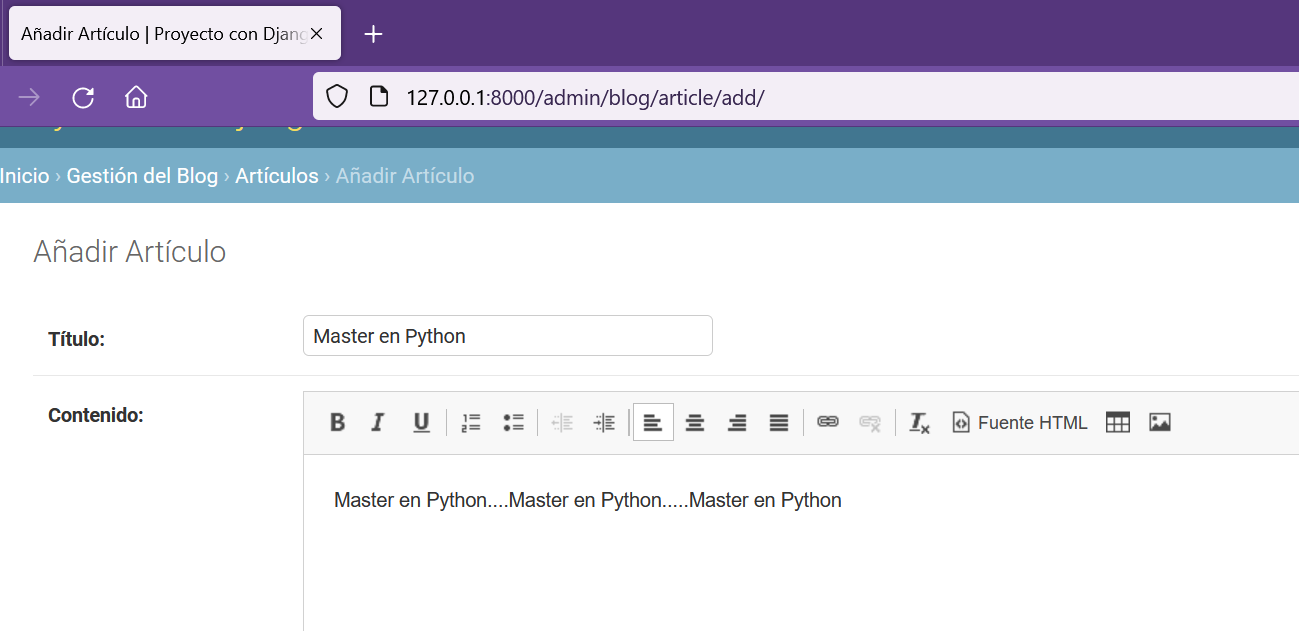 Añadir Artículo | Proyecto con Djang
127.0.0.1:8000/admin/blog/article/add/
Inicio › Gestión del Blog › Artículos › Añadir Artículo
Añadir Artículo
Título:
Master en Python
Contenido:
B I U Fuente HTML
Master en Python....Master en Python.....Master en Python